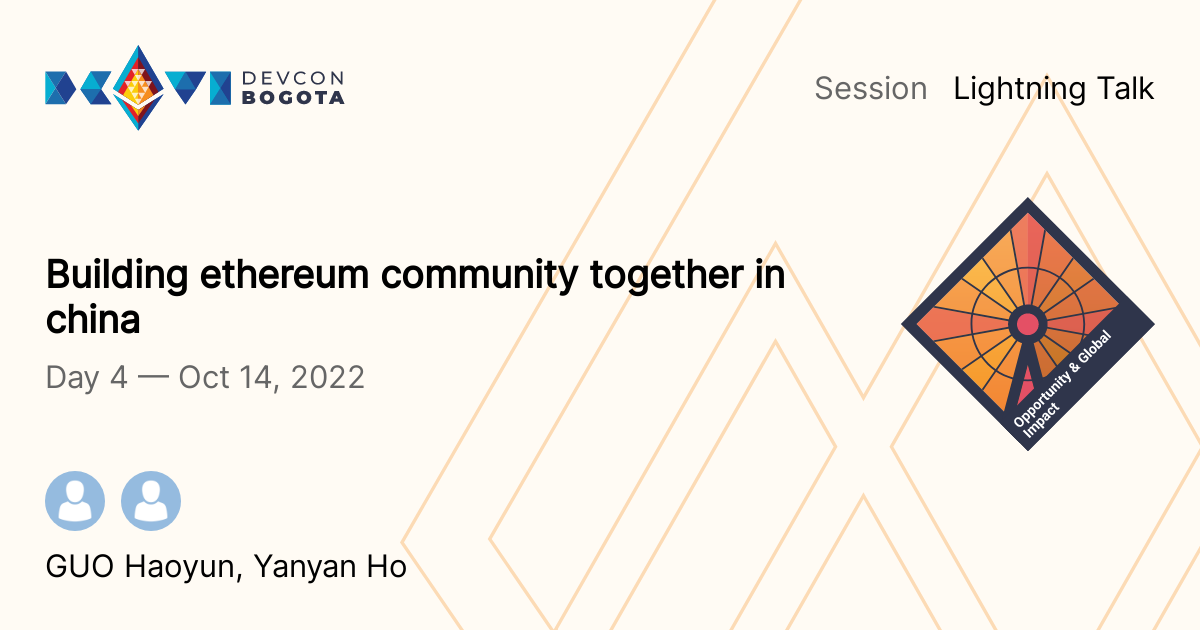 DEVCON
BOGOTA
Session Lightning Talk
Building ethereum community together in
china
Day 4 — Oct 14, 2022
Opportunity & Global
Impact
GUO Haoyun, Yanyan Ho